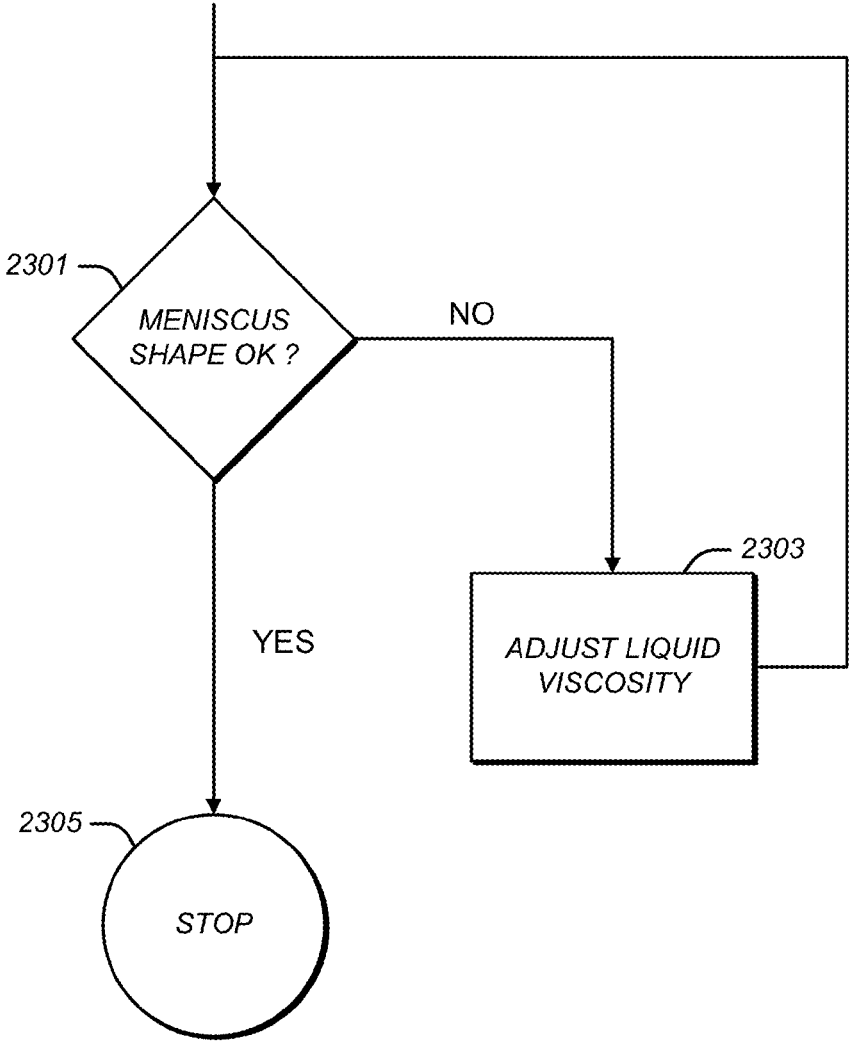 2301
MENISCUS
SHAPE OK ?
NO
2303
ADJUST LIQUID
VISCOSITY
YES
2305
STOP